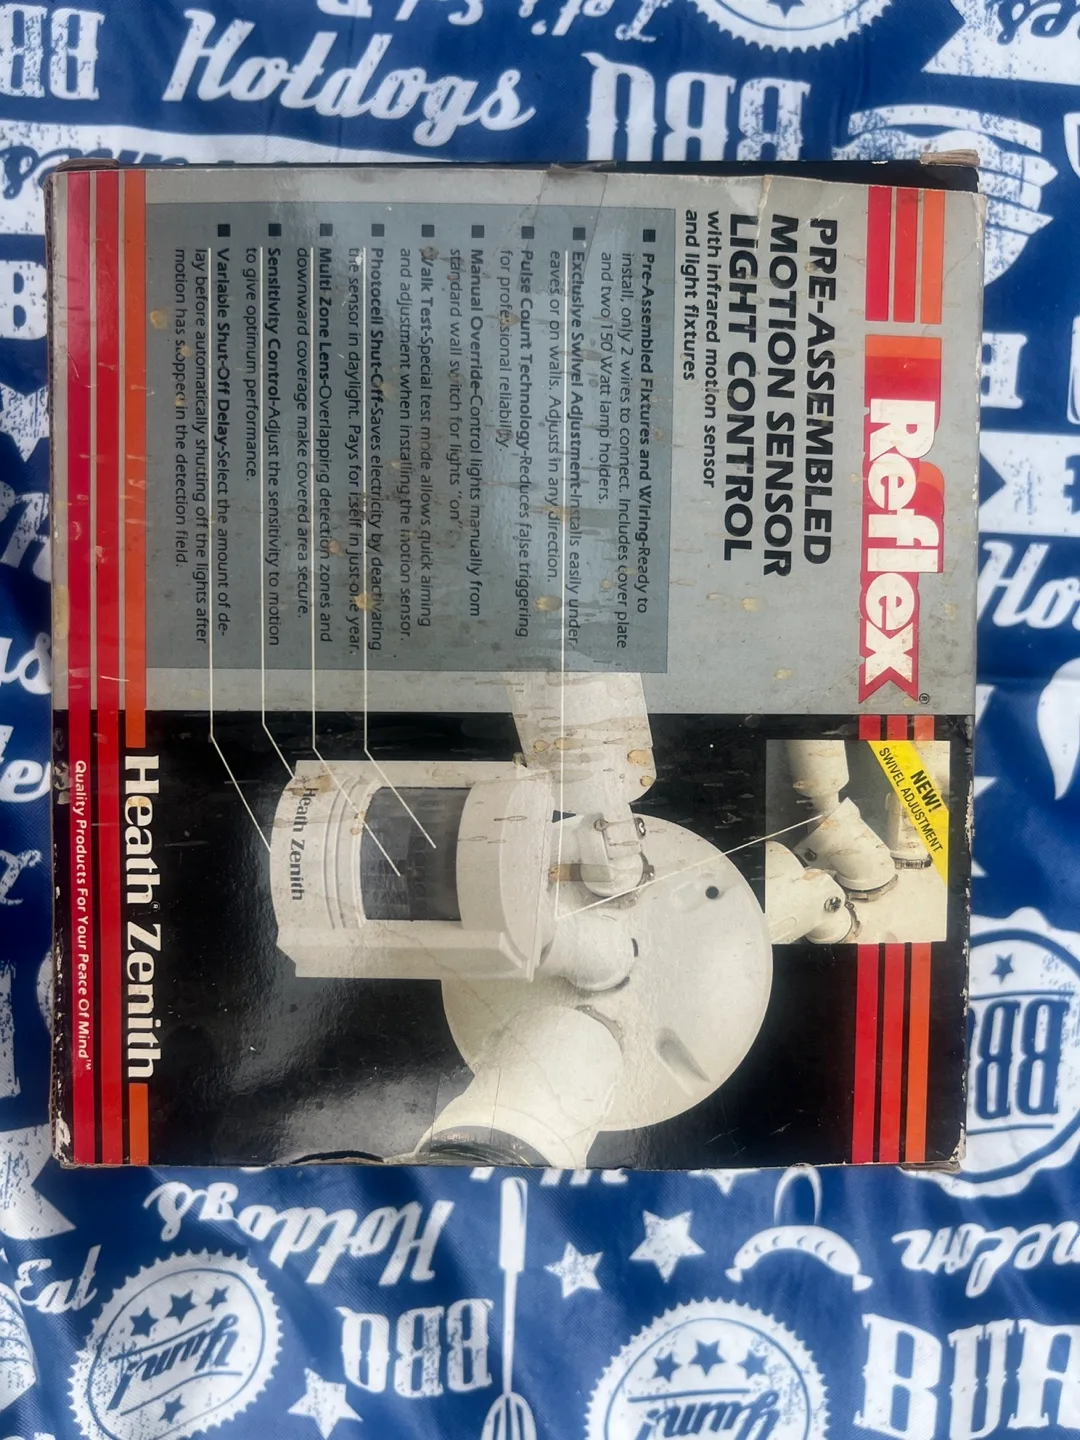 Reflex®
PRE-ASSEMBLED
MOTION SENSOR
LIGHT CONTROL
with infrared motion sensor
and light fixtures
■ Pre-Assembled Fixtures and Wiring-Ready to
install, only 2 wires to connect. Includes cover plate
and two 150 Watt lamp holders.
■ Exclusive Swivel Adjustment-Installs easily under
eaves or on walls. Adjusts in any direction.
■ Pulse Count Technology-Reduces false triggering
for professional reliability.
■ Manual Override-Control lights manually from
standard wall switch for lights "on".
■ Walk Test-Special test mode allows quick aiming
and adjustment when installing the motion sensor.
■ Photocell Shut-Off-Saves electricity by deactivating
the sensor in daylight. Pays for itself in just one year.
■ Multi-Zone Lens-Overlapping detection zones and
downward coverage make covered area secure.
■ Sensitivity Control-Adjust the sensitivity to motion
to give optimum performance.
■ Variable Shut-Off Delay-Select the amount of de-
lay before automatically shutting off the lights after
motion has stopped in the detection field.
NEW!
SWIVEL ADJUSTMENT
Heath Zenith
Heath® Zenith
Quality Products For Your Peace Of Mind™
Hotdogs
BBQ
BBQ
Hotdogs
BBQ
Yum!
Yum!